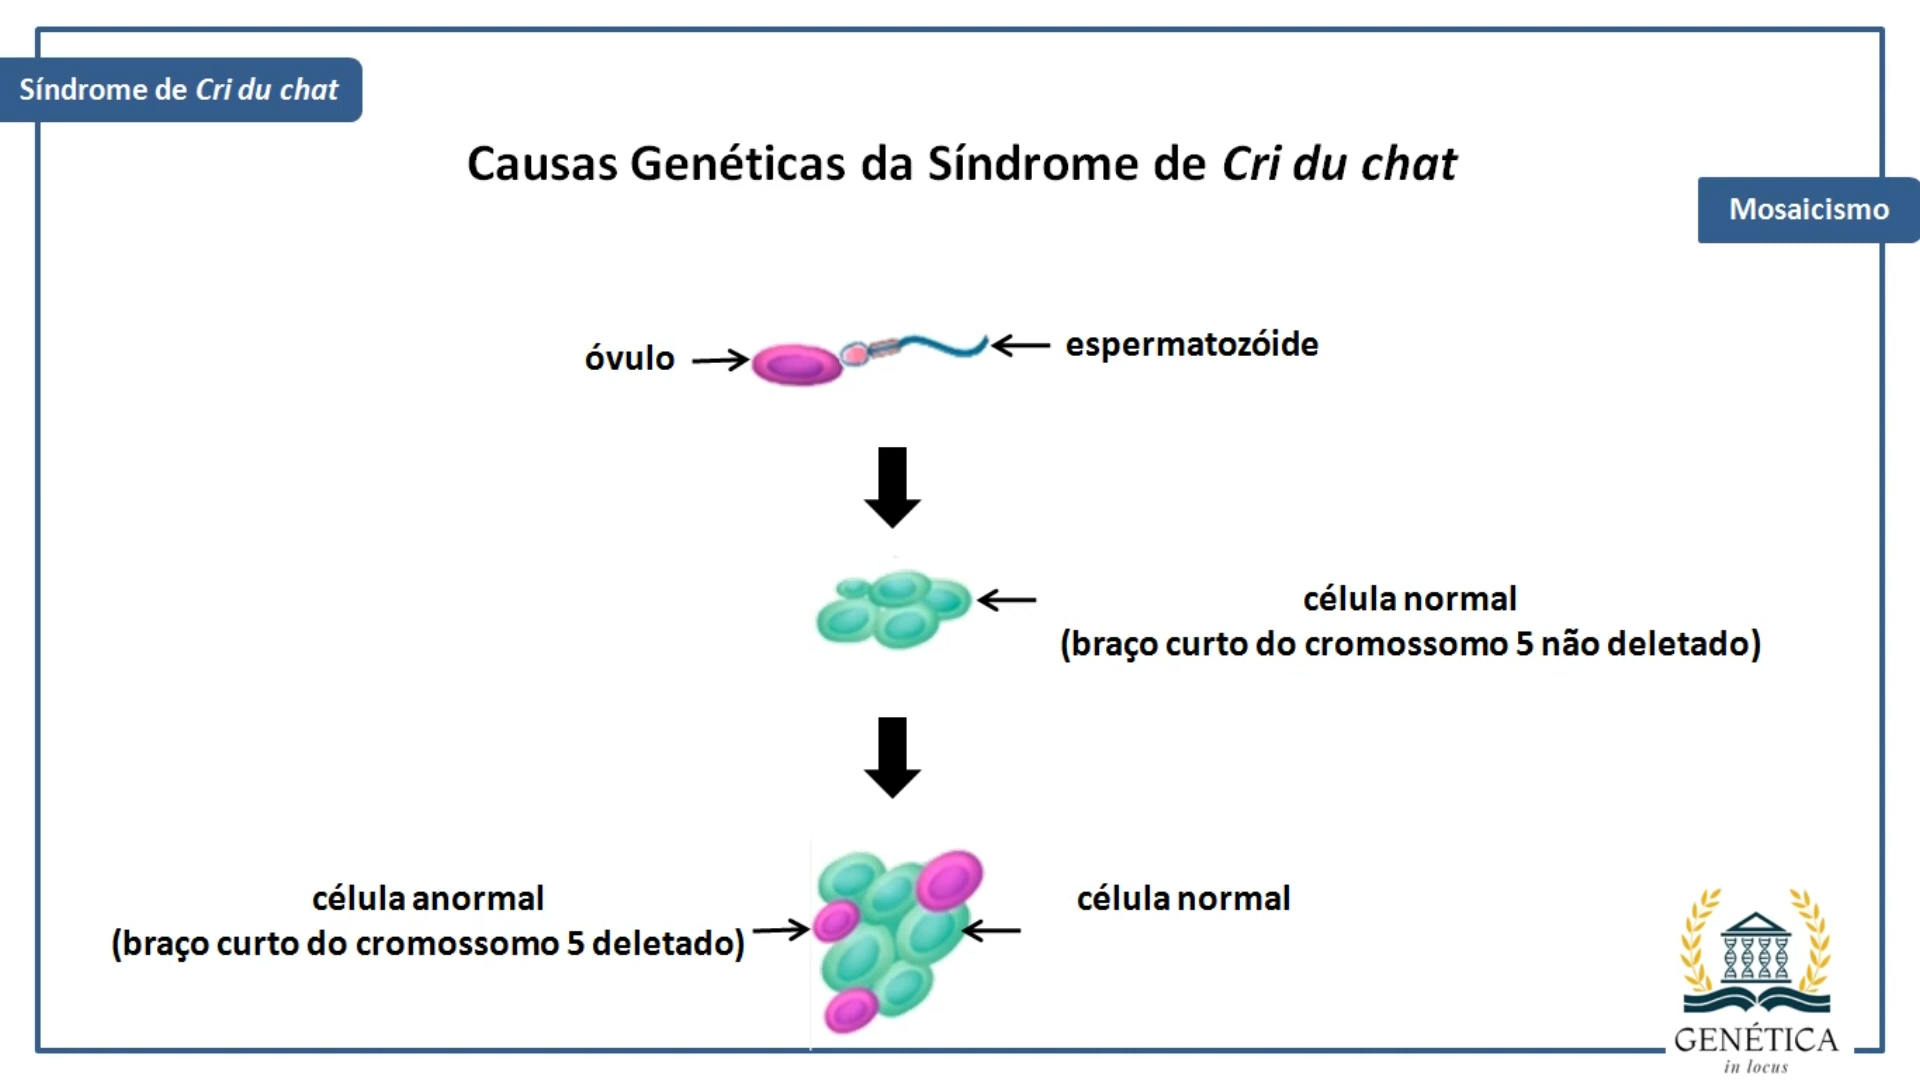 Síndrome de Cri du chat
Causas Genéticas da Síndrome de Cri du chat
Mosaicismo
óvulo
espermatozóide
célula normal
(braço curto do cromossomo 5 não deletado)
célula anormal
(braço curto do cromossomo 5 deletado)
célula normal
GENÉTICA
in locus